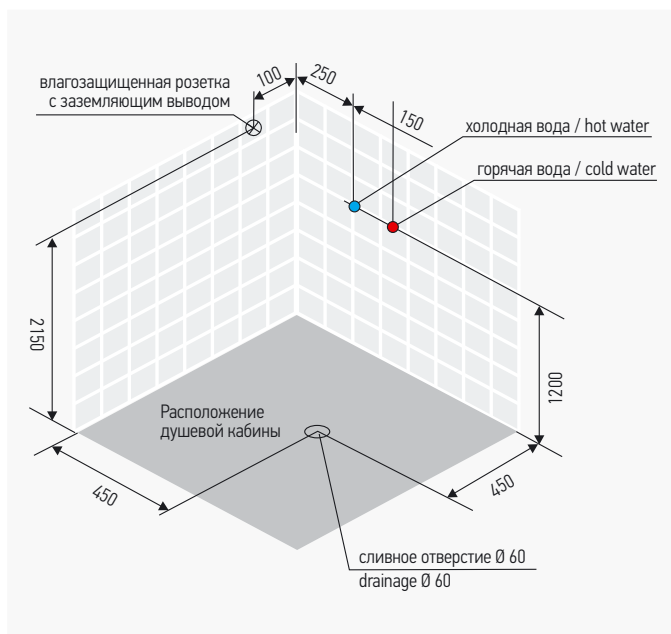 влагозащищенная розетка
с заземляющим выводом
100
250
150
холодная вода / hot water
горячая вода / cold water
2150
1200
Расположение
душевой кабины
450
450
сливное отверстие Ø 60
drainage Ø 60